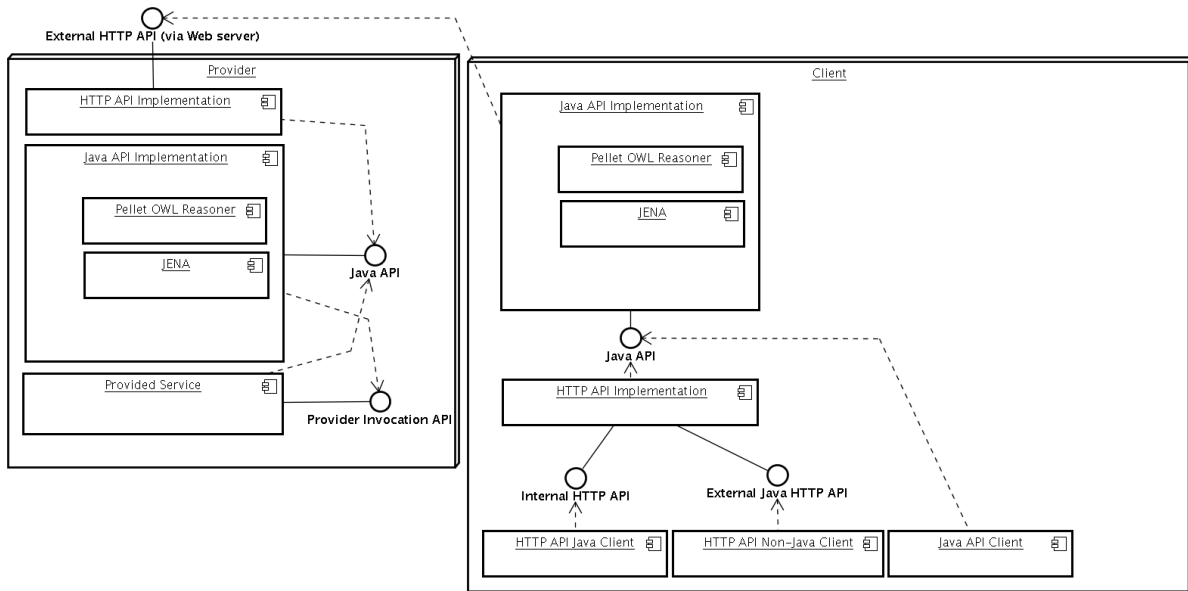 External HTTP API (via Web server)
Provider
HTTP API Implementation
Java API Implementation
Pellet OWL Reasoner
JENA
Java API
Provided Service
Provider Invocation API
Client
Java API Implementation
Pellet OWL Reasoner
JENA
Java API
HTTP API Implementation
Internal HTTP API
External Java HTTP API
HTTP API Java Client
HTTP API Non-Java Client
Java API Client